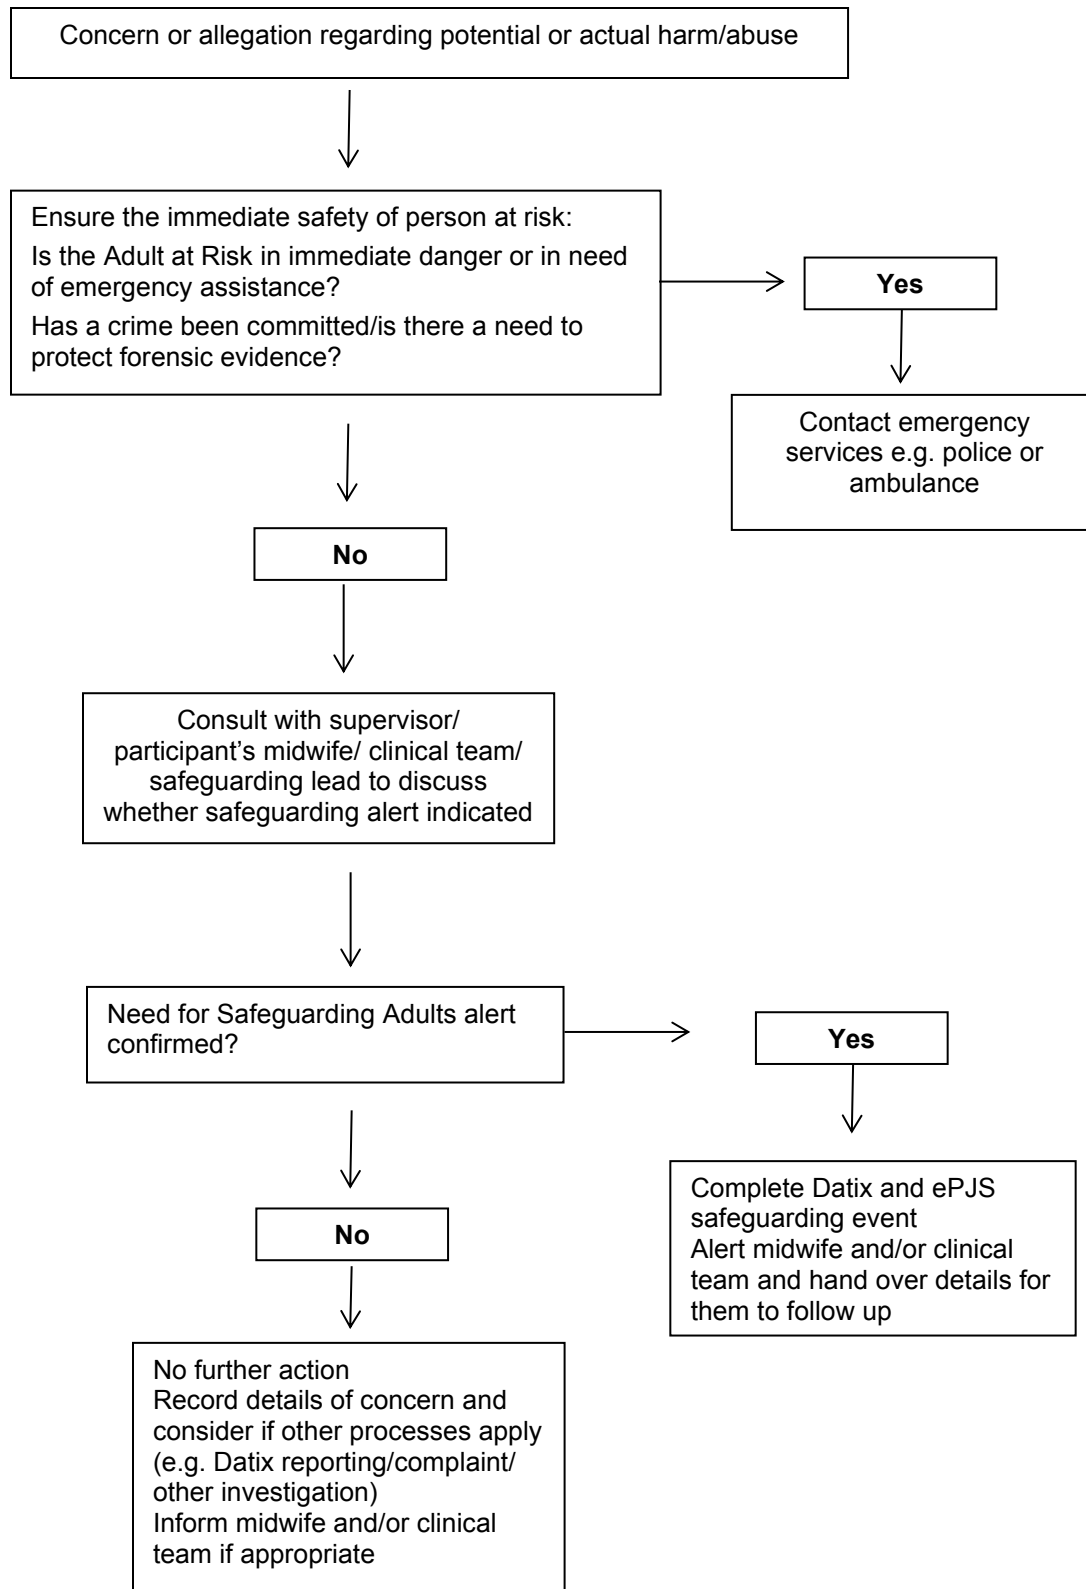 Concern or allegation regarding potential or actual harm/abuse
Ensure the immediate safety of person at risk:
Is the Adult at Risk in immediate danger or in need
of emergency assistance?
Has a crime been committed/is there a need to
protect forensic evidence?
Yes
Contact emergency
services e.g. police or
ambulance
No
Consult with supervisor/
participant’s midwife/ clinical team/
safeguarding lead to discuss
whether safeguarding alert indicated
Need for Safeguarding Adults alert
confirmed?
Yes
Complete Datix and ePJS
safeguarding event
Alert midwife and/or clinical
team and hand over details for
them to follow up
No
No further action
Record details of concern and
consider if other processes apply
(e.g. Datix reporting/complaint/
other investigation)
Inform midwife and/or clinical
team if appropriate